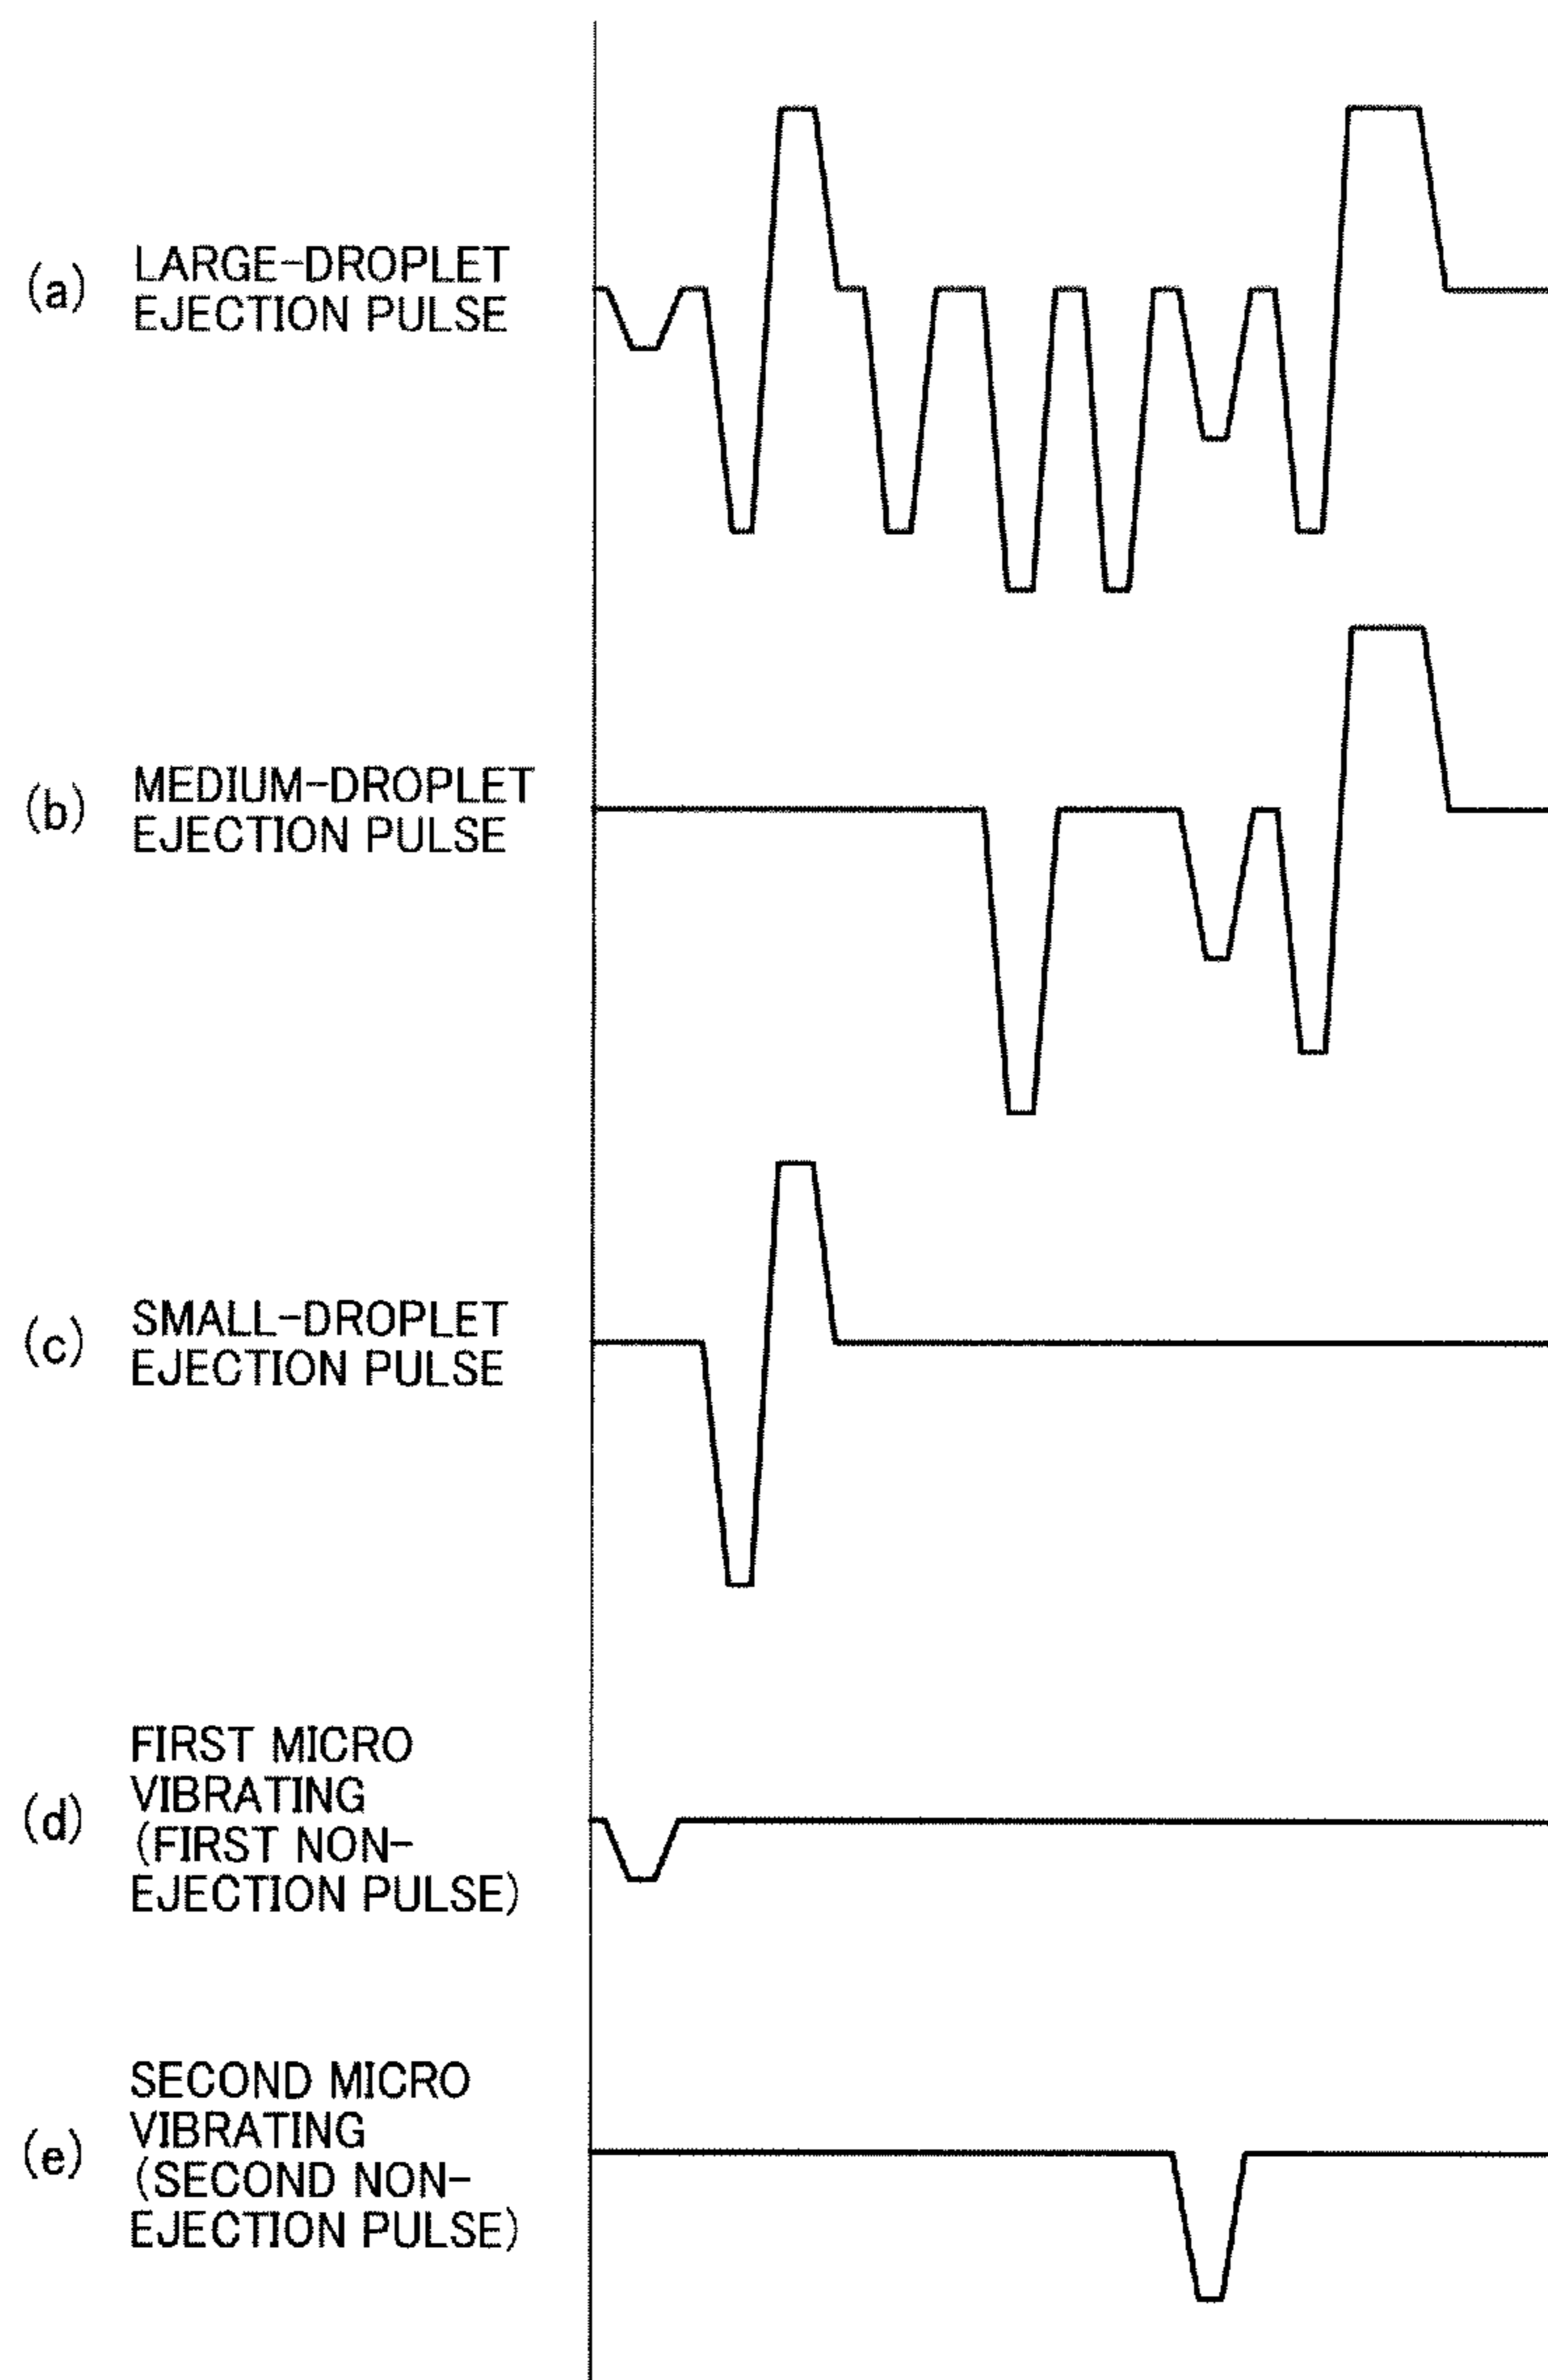 (a) LARGE-DROPLET
EJECTION PULSE
(b) MEDIUM-DROPLET
EJECTION PULSE
(c) SMALL-DROPLET
EJECTION PULSE
(d) FIRST MICRO
VIBRATING
(FIRST NON-
EJECTION PULSE)
(e) SECOND MICRO
VIBRATING
(SECOND NON-
EJECTION PULSE)